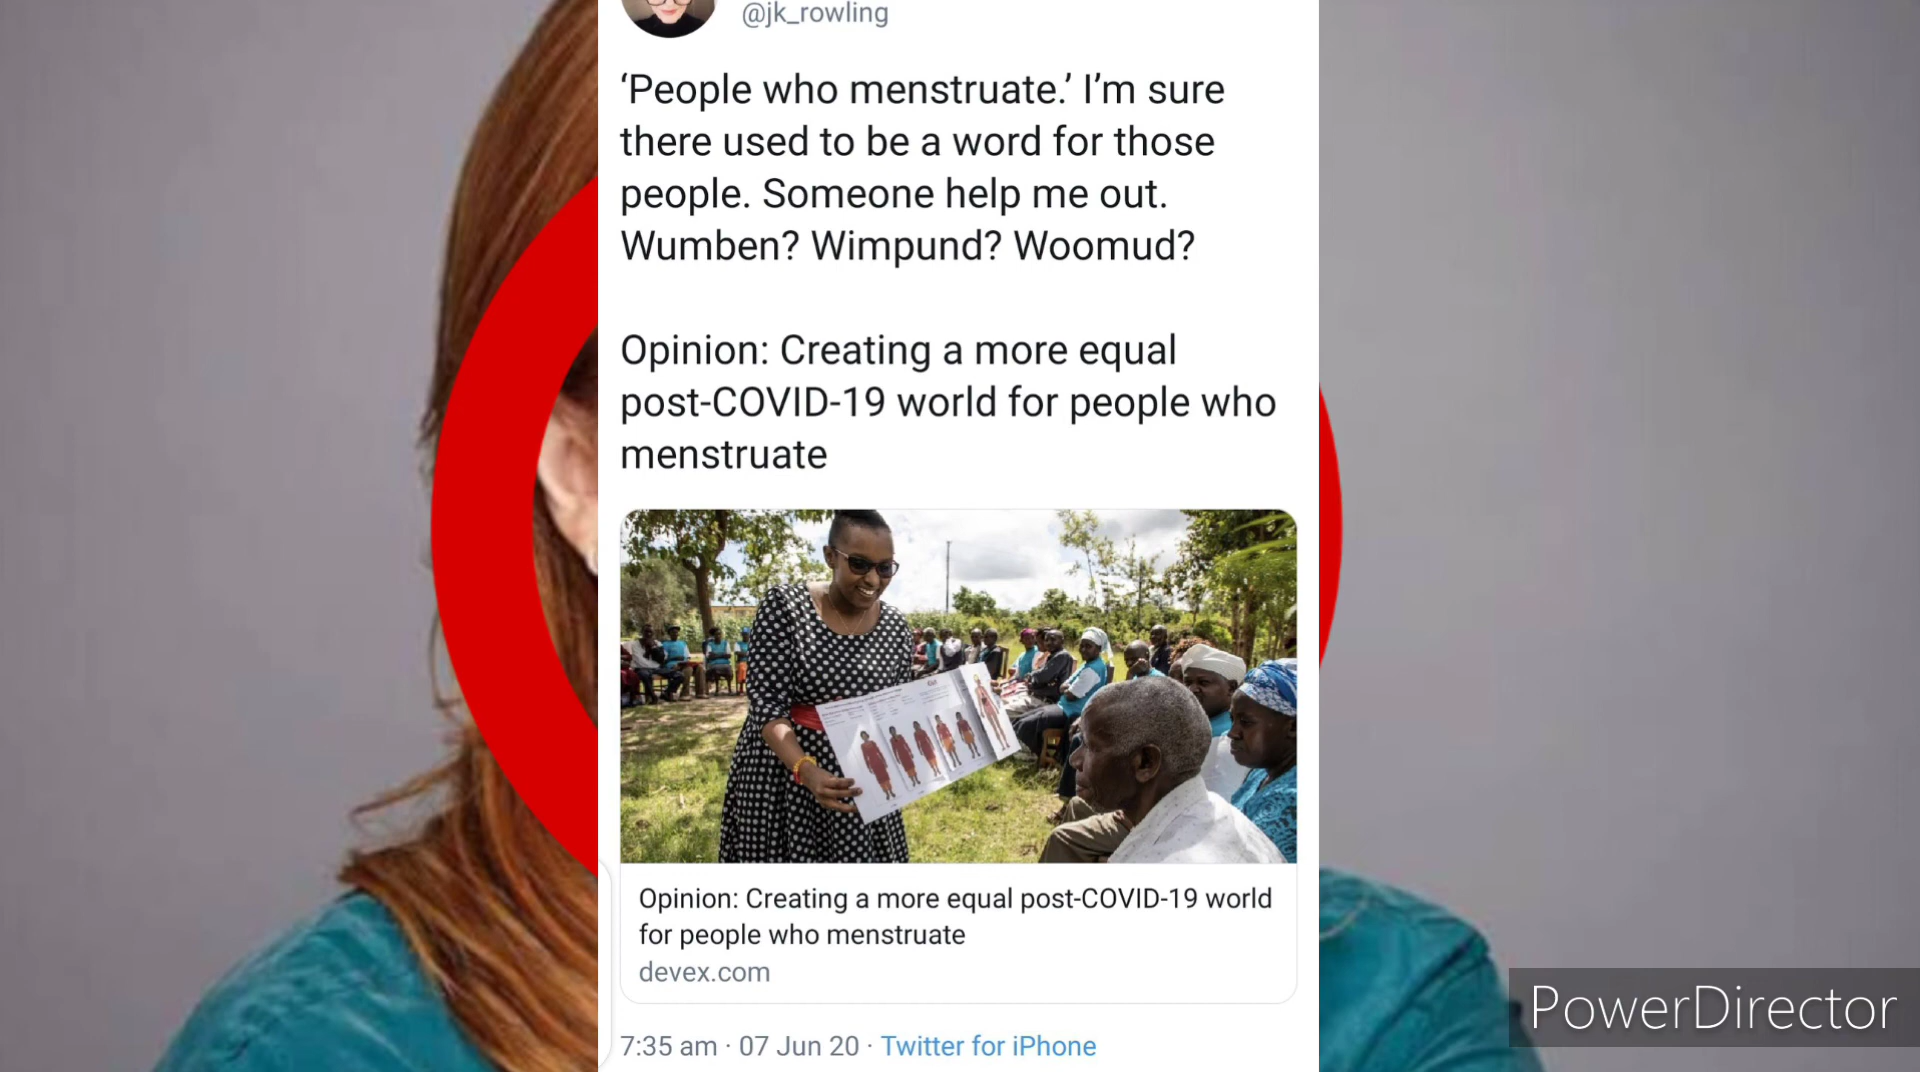 @jk_rowling
‘People who menstruate.’ I’m sure
there used to be a word for those
people. Someone help me out.
Wumben? Wimpund? Woomud?
Opinion: Creating a more equal
post-COVID-19 world for people who
menstruate
Opinion: Creating a more equal post-COVID-19 world
for people who menstruate
devex.com
7:35 am · 07 Jun 20 · Twitter for iPhone
PowerDirector